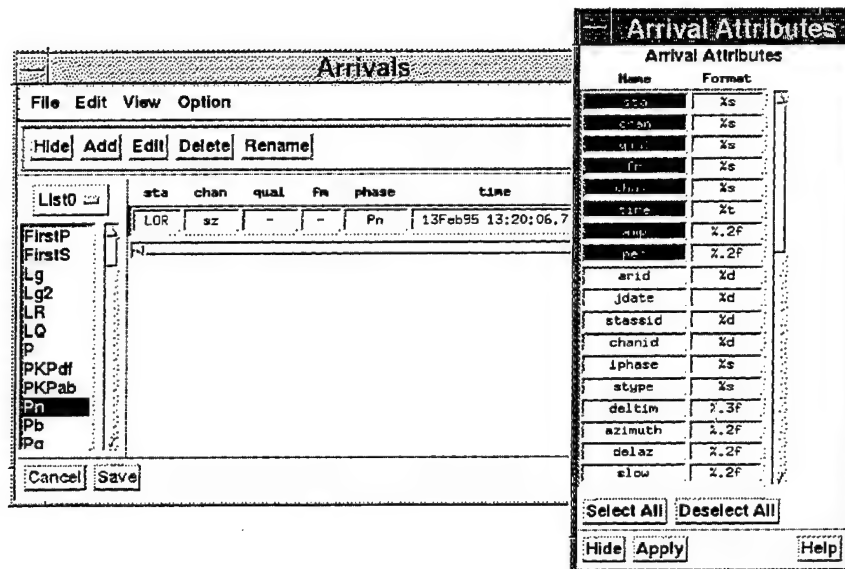 Arrivals
File Edit View Option
Hide Add Edit Delete Rename
List0
sta chan qual fm phase time
LOR sz - - Pn 13Feb95 13:20:06.7
FirstP
FirstS
Lg
Lg2
LR
LQ
P
PKPdf
PKPab
Pn
Pb
Pg
Cancel Save
Arrival Attributes
Arrival Attributes
Name Format
sta %s
chan %s
qual %s
fm %s
phase %s
time %t
amp %.2f
per %.2f
arid %d
jdate %d
stassid %d
chanid %d
iphase %s
stype %s
deltim %.3f
azimuth %.2f
delaz %.2f
slow %.2f
Select All Deselect All
Hide Apply Help